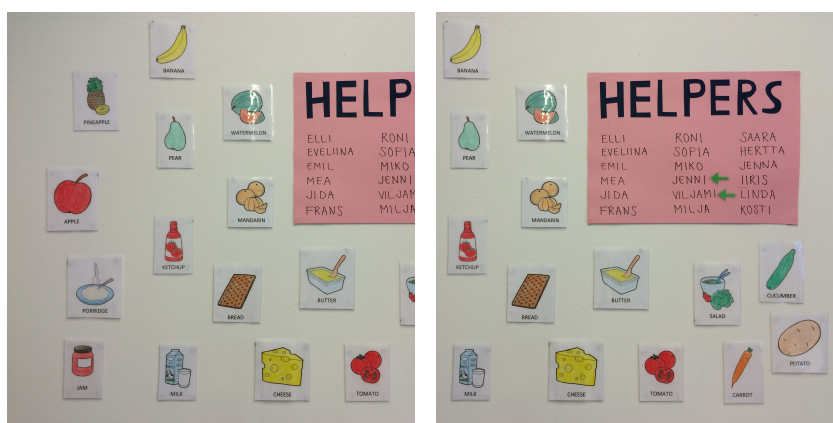 BANANA
PINEAPPLE
WATERMELON
PEAR
APPLE
MANDARIN
KETCHUP
PORRIDGE
BREAD
BUTTER
JAM
MILK
CHEESE
TOMATO
HELP
ELLI RONI
EVELIINA SOFIA
EMIL MIKO
MEA JENNI
JIDA VILJAM
FRANS MILJA
BANANA
WATERMELON
PEAR
MANDARIN
KETCHUP
BREAD
BUTTER
SALAD
CUCUMBER
MILK
CHEESE
TOMATO
CARROT
POTATO
HELPERS
ELLI RONI SAARA
EVELIINA SOFIA HERTTA
EMIL MIKO JENNA
MEA JENNI IIRIS
JIDA VILJAMI LINDA
FRANS MILJA KOSTI